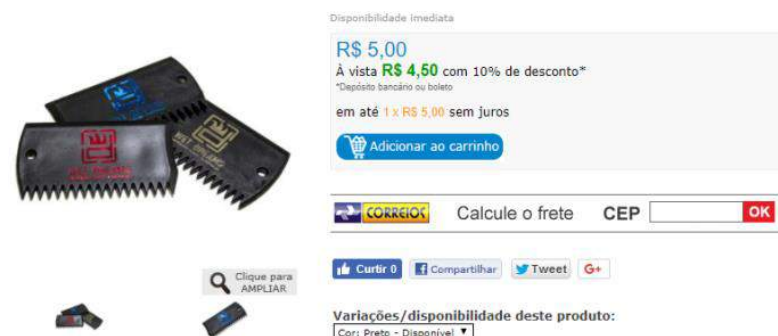 Disponibilidade Imediata
R$ 5,00
À vista R$ 4,50 com 10% de desconto*
*Depósito bancário ou boleto
em até 1 x R$ 5,00 sem juros
Adicionar ao carrinho
CORREIOS Calcule o frete CEP OK
Curtir 0 Compartilhar Tweet G+
Clique para
AMPLIAR
Variações/disponibilidade deste produto:
Cor: Preto - Disponível